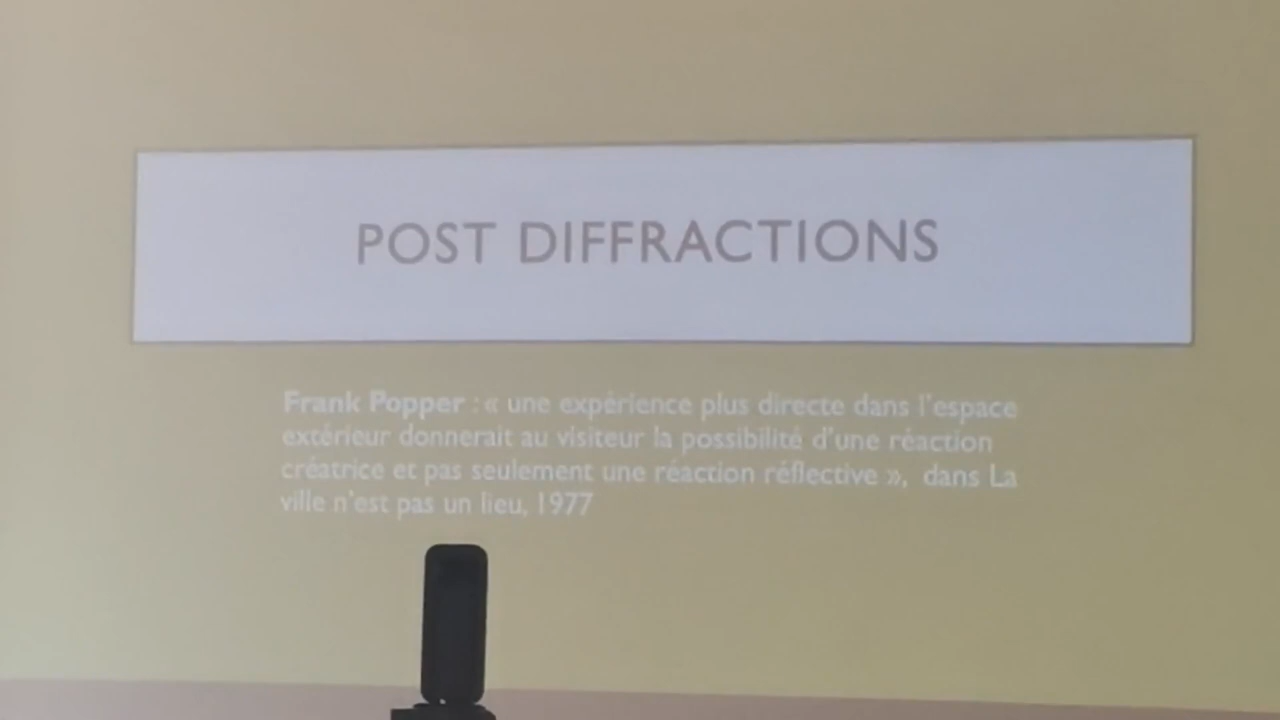 POST DIFFRACTIONS
Frank Popper : « une expérience plus directe dans l'espace
extérieur donnerait au visiteur la possibilité d'une réaction
créatrice et pas seulement une réaction réflective », dans La
ville n'est pas un lieu, 1977